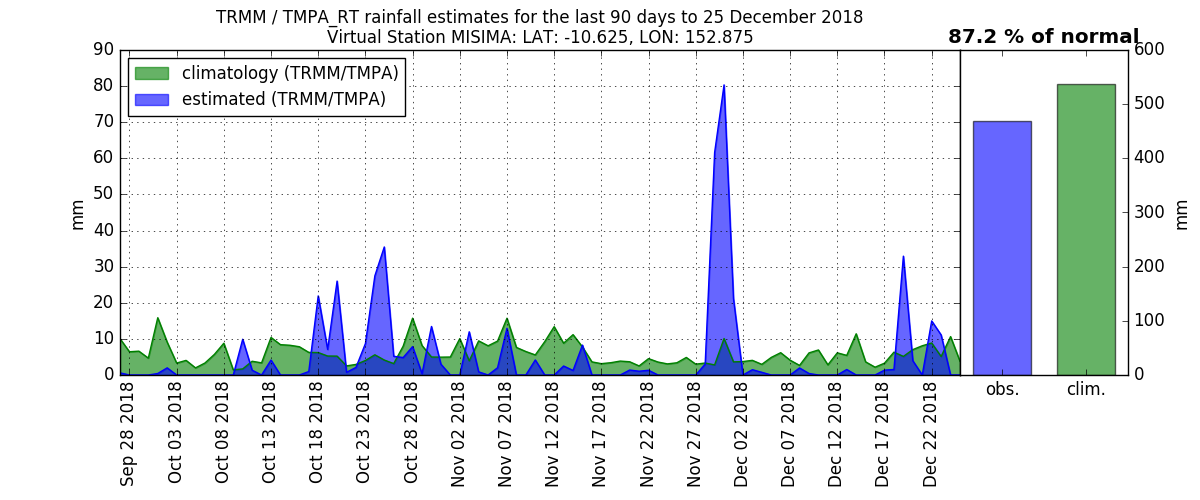 TRMM / TMPA_RT rainfall estimates for the last 90 days to 25 December 2018
Virtual Station MISIMA: LAT: -10.625, LON: 152.875
87.2 % of normal
climatology (TRMM/TMPA)
estimated (TRMM/TMPA)
90
80
70
60
50
40
30
20
10
0
mm
600
500
400
300
200
100
0
mm
Sep 28 2018
Oct 03 2018
Oct 08 2018
Oct 13 2018
Oct 18 2018
Oct 23 2018
Oct 28 2018
Nov 02 2018
Nov 07 2018
Nov 12 2018
Nov 17 2018
Nov 22 2018
Nov 27 2018
Dec 02 2018
Dec 07 2018
Dec 12 2018
Dec 17 2018
Dec 22 2018
obs.
clim.